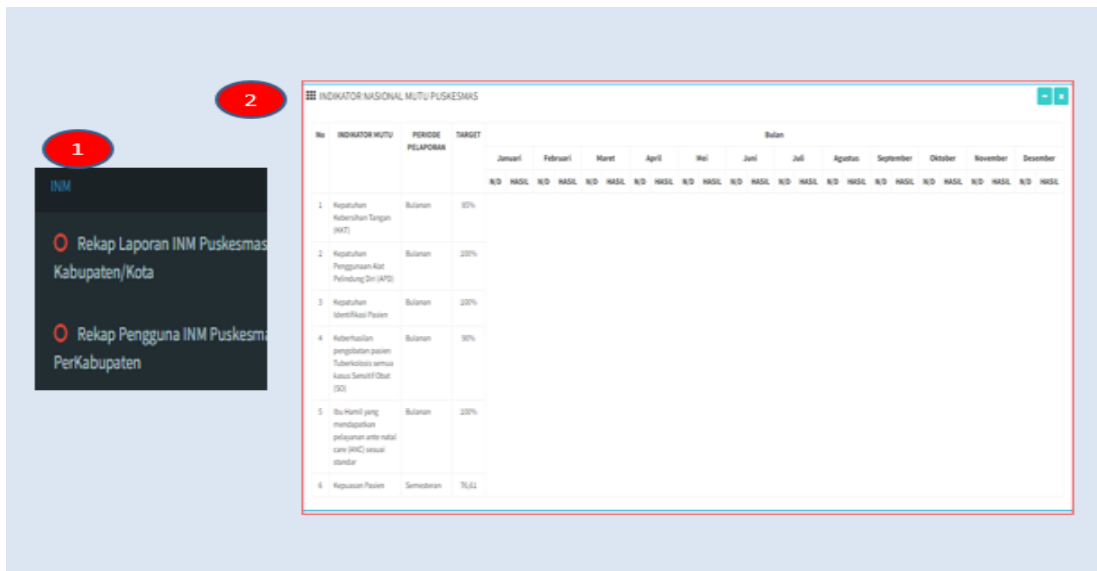 2
INDIKATOR NASIONAL MUTU PUSKESMAS
1
INM
Rekap Laporan INM Puskesmas
Kabupaten/Kota
Rekap Pengguna INM Puskesma
PerKabupaten
No INDIKATOR MUTU PERIODE PELAPORAN TARGET Bulan
Januari Februari Maret April Mei Juni Juli Agustus September Oktober November Desember
N/D HASIL N/D HASIL N/D HASIL N/D HASIL N/D HASIL N/D HASIL N/D HASIL N/D HASIL N/D HASIL N/D HASIL N/D HASIL N/D HASIL
1 Kepatuhan Bulanan 85%
Kebersihan Tangan
(KKT)
2 Kepatuhan Bulanan 100%
Penggunaan Alat
Pelindung Diri (APD)
3 Kepatuhan Bulanan 100%
Identifikasi Pasien
4 Keberhasilan Bulanan 90%
pengobatan pasien
Tuberkolosis semua
kasus Sensitif Obat
(SO)
5 Ibu Hamil yang Bulanan 100%
mendapatkan
pelayanan ante natal
care (ANC) sesuai
standar
6 Kepuasan Pasien Semesteran 76,61